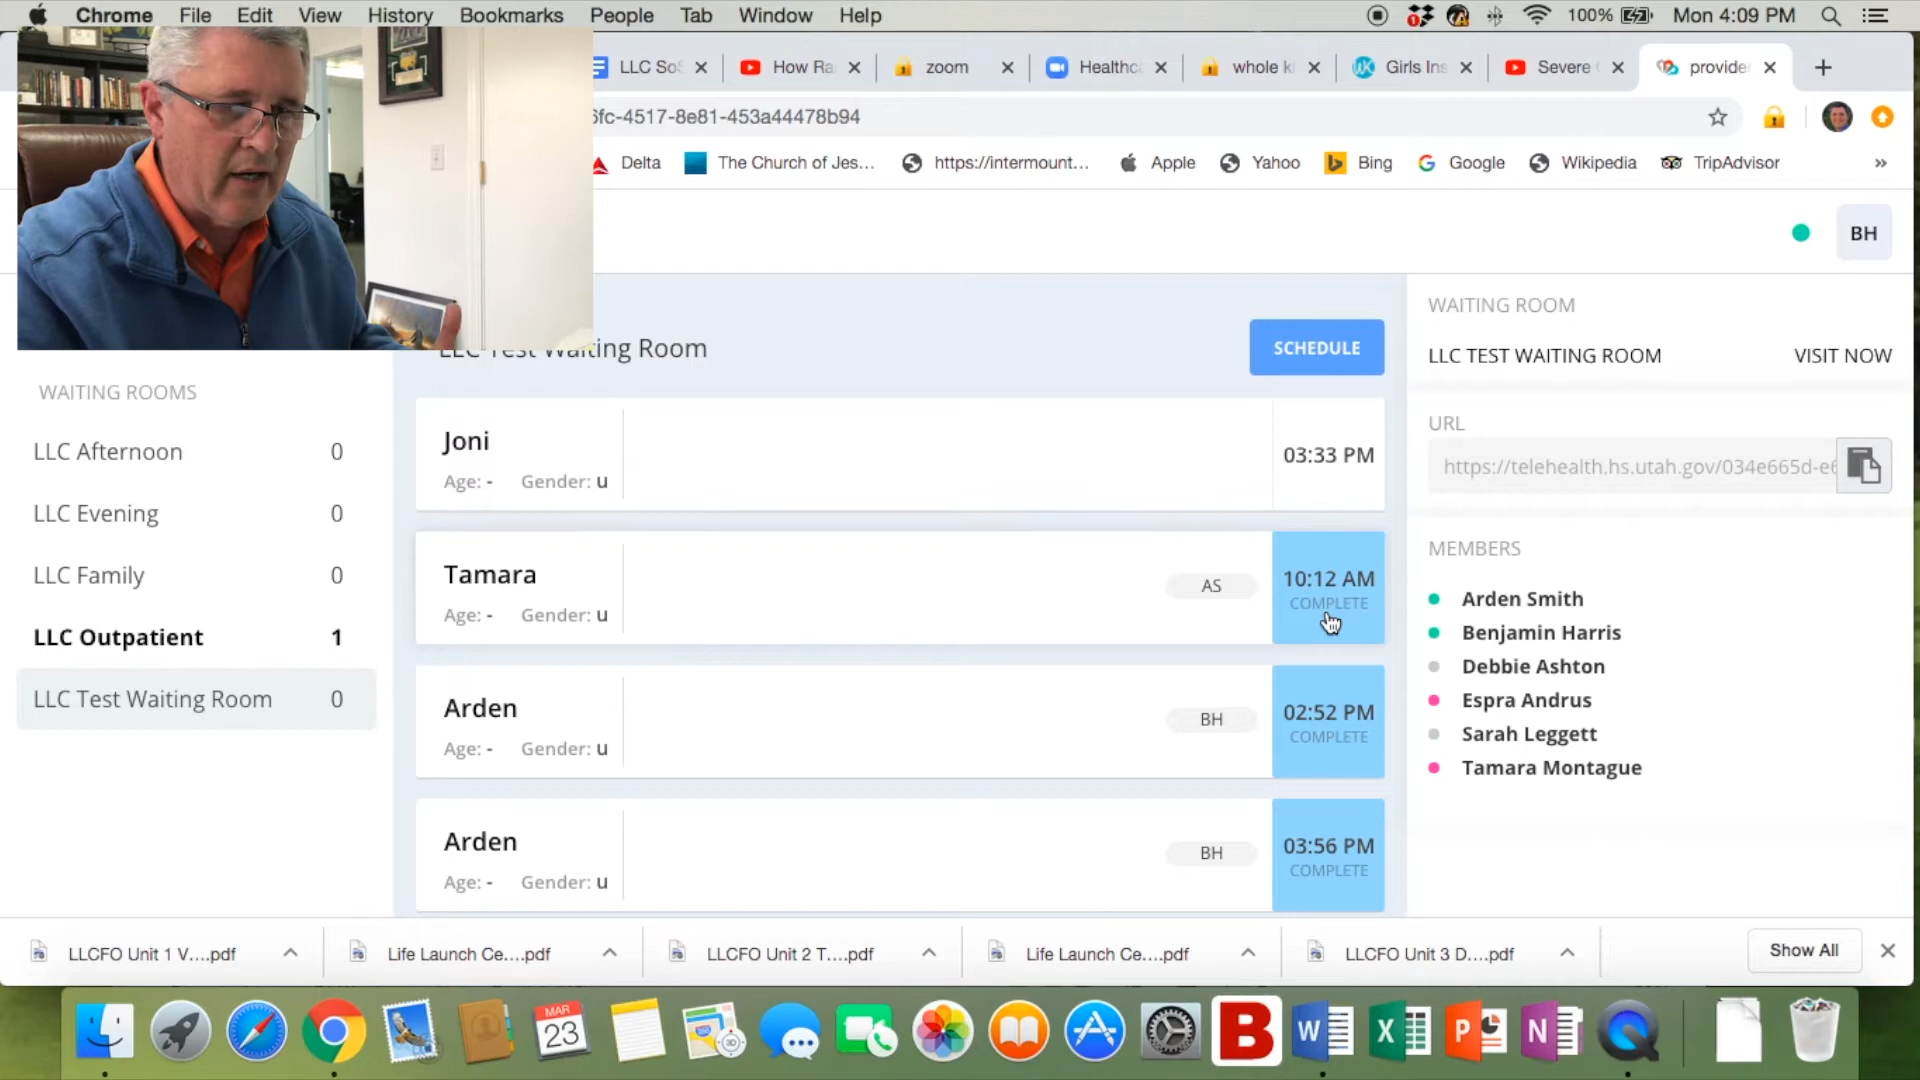 Chrome File Edit View History Bookmarks People Tab Window Help 100% Mon 4:09 PM
LLC So How Ra zoom Healthc whole ki Girls Ins Severe provide
6fc-4517-8e81-453a44478b94
Delta The Church of Jes... https://intermount... Apple Yahoo Bing Google Wikipedia TripAdvisor »
BH
LLC Test Waiting Room
SCHEDULE
WAITING ROOMS
LLC Afternoon 0
LLC Evening 0
LLC Family 0
LLC Outpatient 1
LLC Test Waiting Room 0
Joni
Age: - Gender: u
03:33 PM
Tamara
Age: - Gender: u
AS
10:12 AM
COMPLETE
Arden
Age: - Gender: u
BH
02:52 PM
COMPLETE
Arden
Age: - Gender: u
BH
03:56 PM
COMPLETE
WAITING ROOM
LLC TEST WAITING ROOM VISIT NOW
URL
https://telehealth.hs.utah.gov/034e665d-e6
MEMBERS
Arden Smith
Benjamin Harris
Debbie Ashton
Espra Andrus
Sarah Leggett
Tamara Montague
LLCFO Unit 1 V....pdf Life Launch Ce....pdf LLCFO Unit 2 T....pdf Life Launch Ce....pdf LLCFO Unit 3 D....pdf Show All
MAR
23
3D
B W X P N